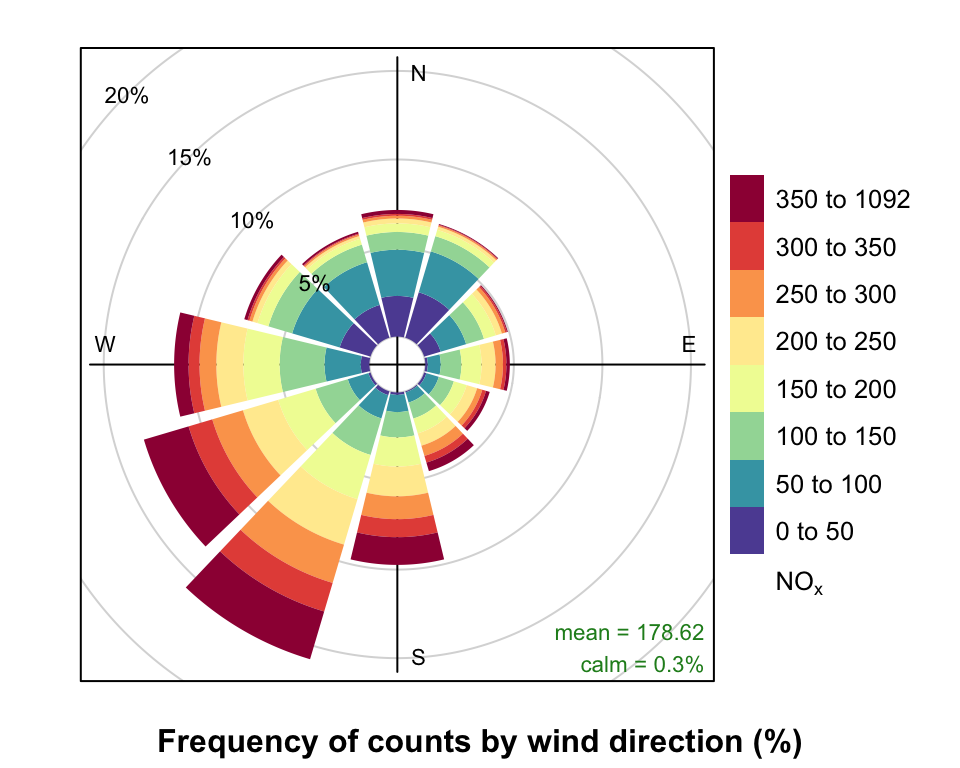 N
20%
15%
10%
5%
W
E
S
mean = 178.62
calm = 0.3%
350 to 1092
300 to 350
250 to 300
200 to 250
150 to 200
100 to 150
50 to 100
0 to 50
NOₓ
Frequency of counts by wind direction (%)